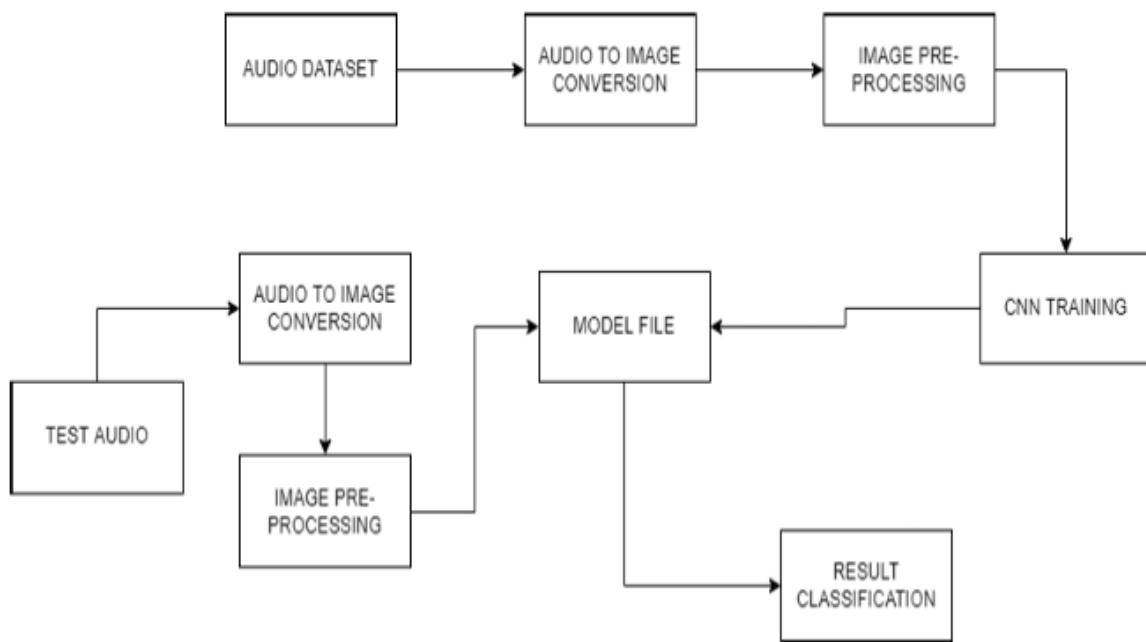 AUDIO DATASET
AUDIO TO IMAGE
CONVERSION
IMAGE PRE-
PROCESSING
AUDIO TO IMAGE
CONVERSION
MODEL FILE
CNN TRAINING
TEST AUDIO
IMAGE PRE-
PROCESSING
RESULT
CLASSIFICATION